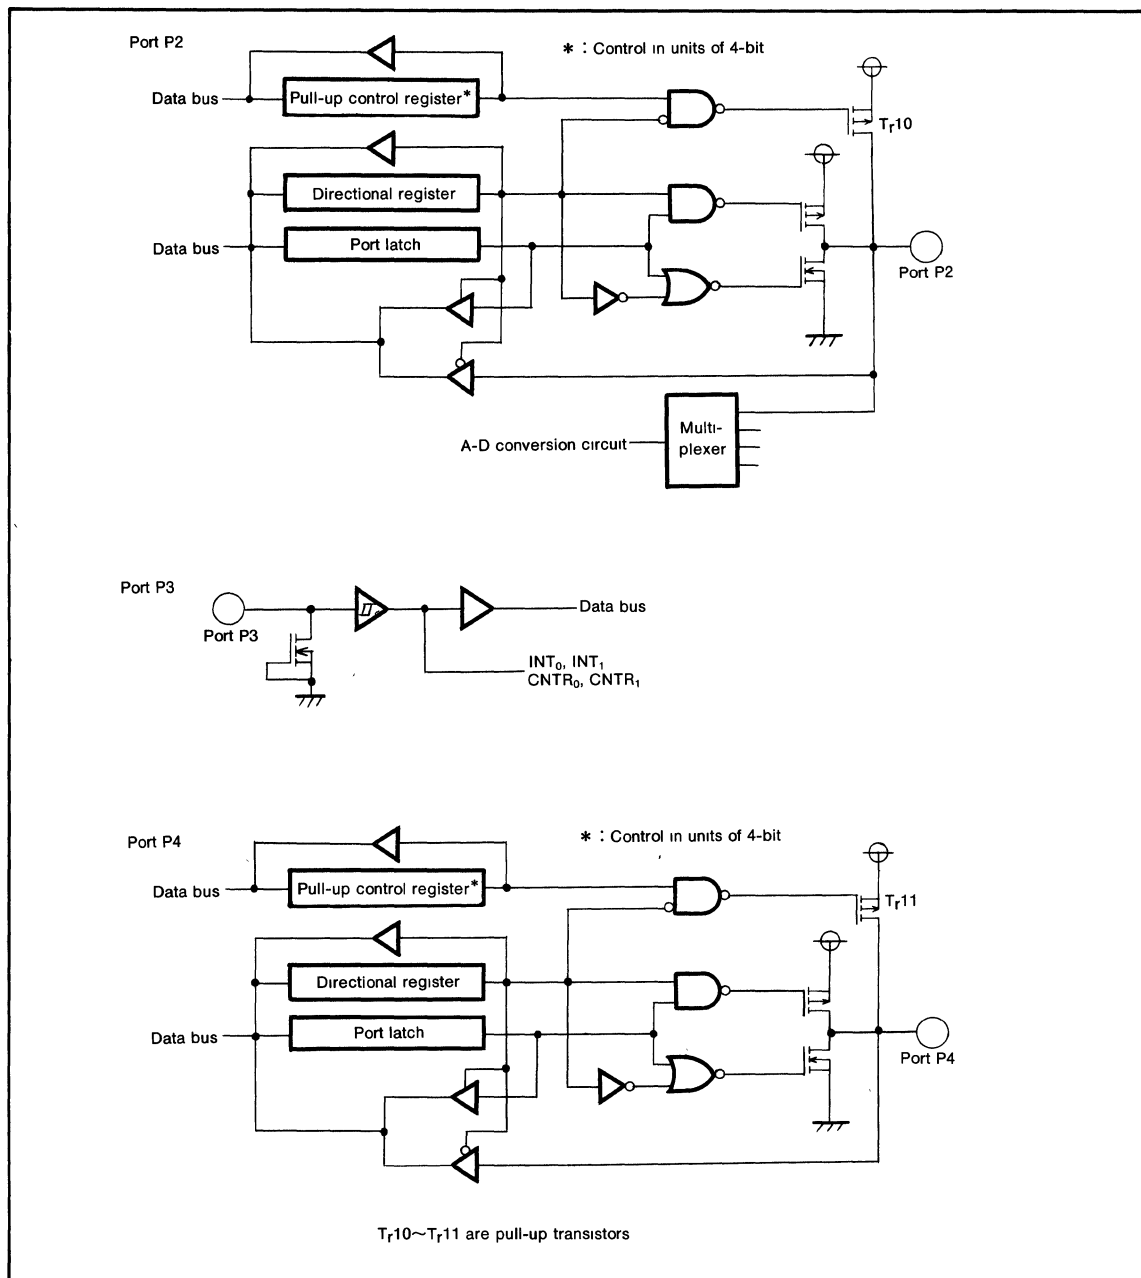 Port P2
* : Control in units of 4-bit
Data bus
Pull-up control register*
Tr10
Directional register
Data bus
Port latch
Port P2
A-D conversion circuit
Multi-
plexer
Port P3
Port P3
Data bus
INT0, INT1
CNTR0, CNTR1
Port P4
* : Control in units of 4-bit
Data bus
Pull-up control register*
Tr11
Directional register
Data bus
Port latch
Port P4
Tr10~Tr11 are pull-up transistors